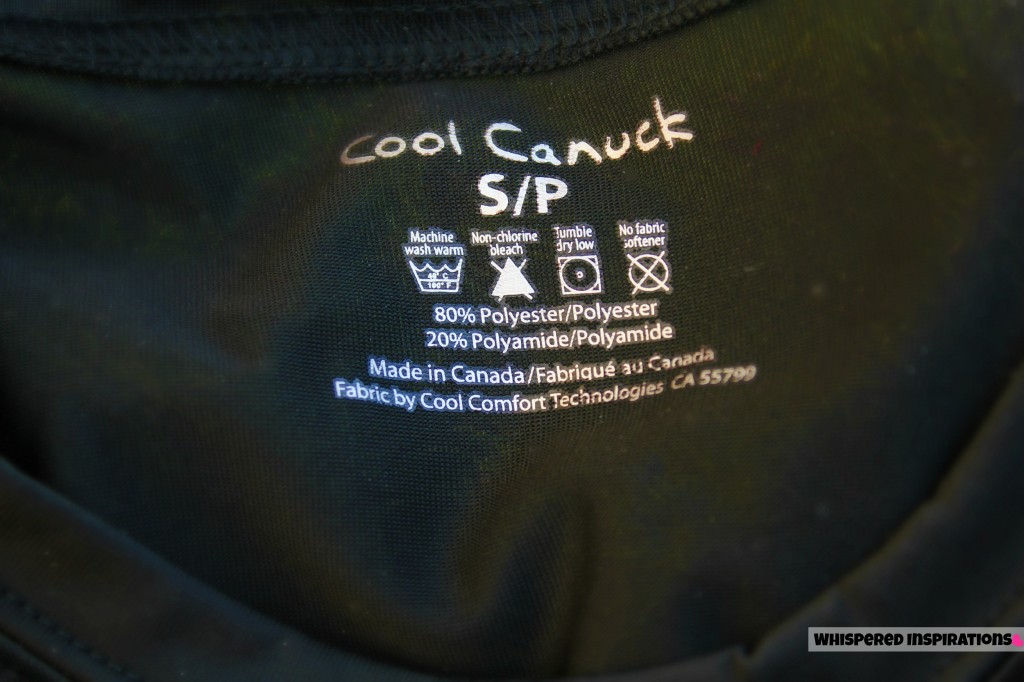 Cool Canuck
S/P
Machine wash warm
Non-chlorine bleach
Tumble dry low
No fabric softener
40° C
100° F
80% Polyester/Polyester
20% Polyamide/Polyamide
Made in Canada/Fabriqué au Canada
Fabric by Cool Comfort Technologies CA 55799
WHISPERED INSPIRATIONS